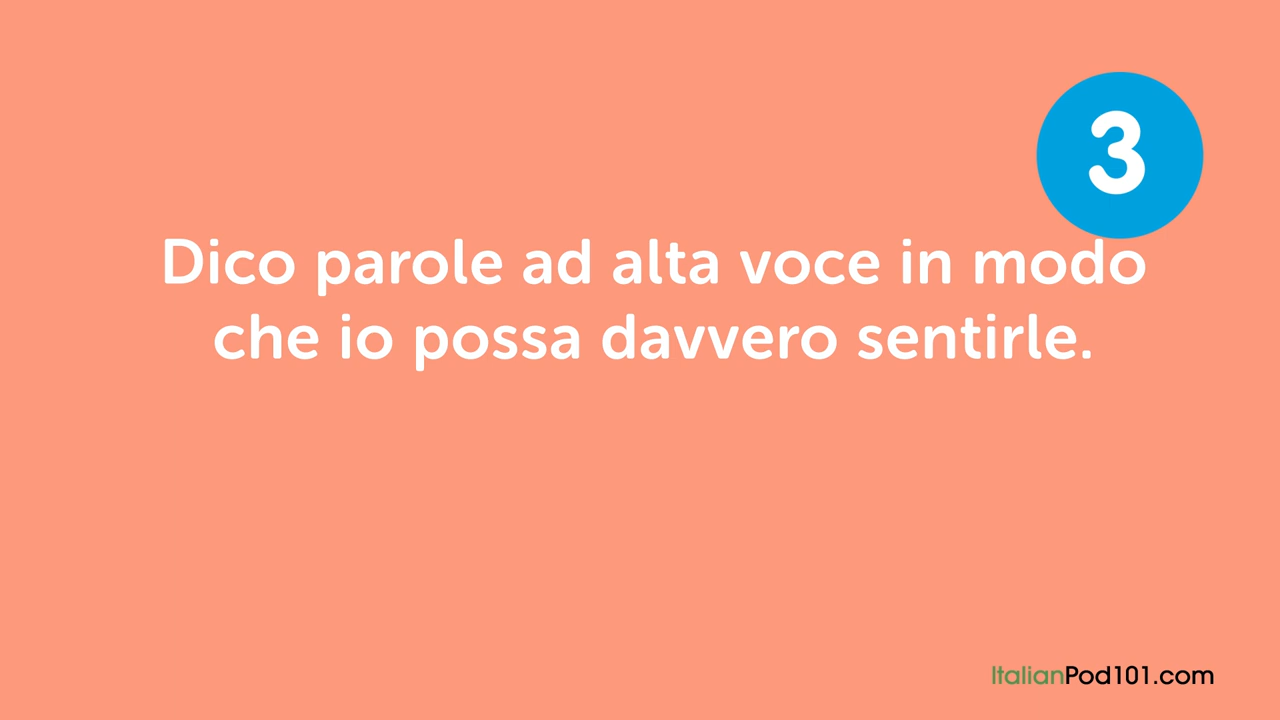 3
Dico parole ad alta voce in modo
che io possa davvero sentirle.
ItalianPod101.com